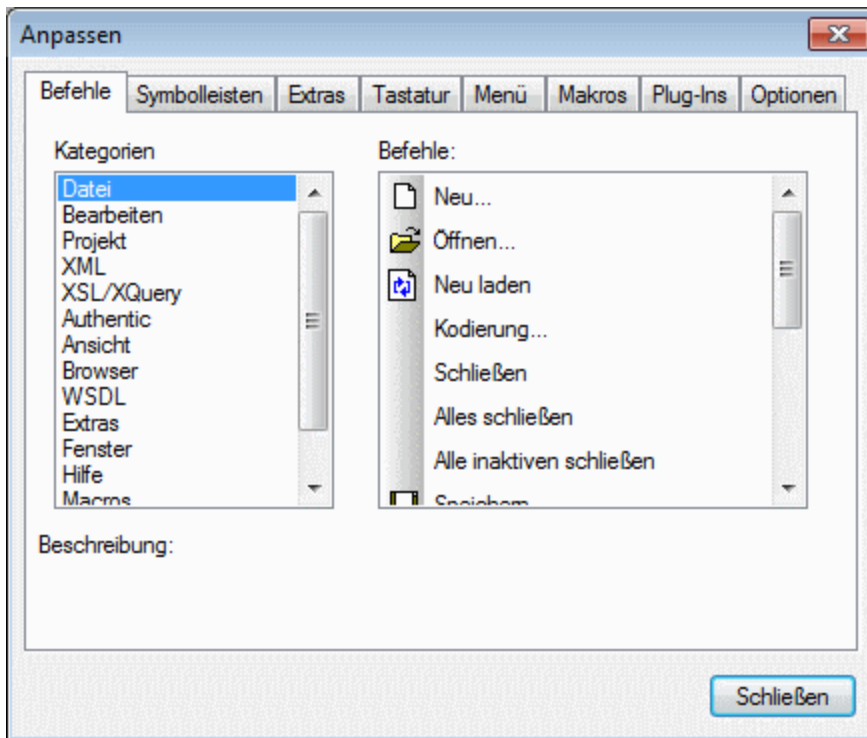 Anpassen
Befehle Symbolleisten Extras Tastatur Menü Makros Plug-Ins Optionen
Kategorien
Datei
Bearbeiten
Projekt
XML
XSL/XQuery
Authentic
Ansicht
Browser
WSDL
Extras
Fenster
Hilfe
Macros
Befehle:
Neu...
Öffnen...
Neu laden
Kodierung...
Schließen
Alles schließen
Alle inaktiven schließen
Speichern
Beschreibung:
Schließen